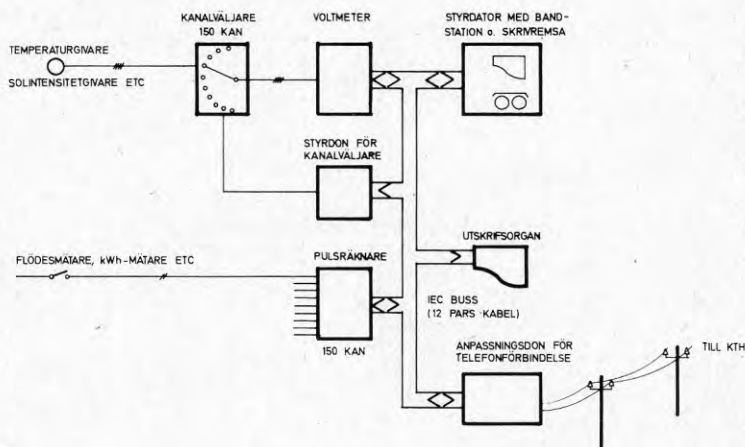 KANALVÄLJARE
150 KAN
VOLTMETER
STYRDATOR MED BAND-
STATION o. SKRIVREMSA
TEMPERATURGIVARE
SOLINTENSITETGIVARE ETC
STYRDON FÖR
KANALVÄLJARE
FLÖDESMÄTARE, kWh-MÄTARE ETC
PULSRÄKNARE
150 KAN
UTSKRIFSORGAN
IEC BUSS
(12 PARS KABEL)
ANPASSNINGSDON FÖR
TELEFONFÖRBINDELSE
TILL KTH